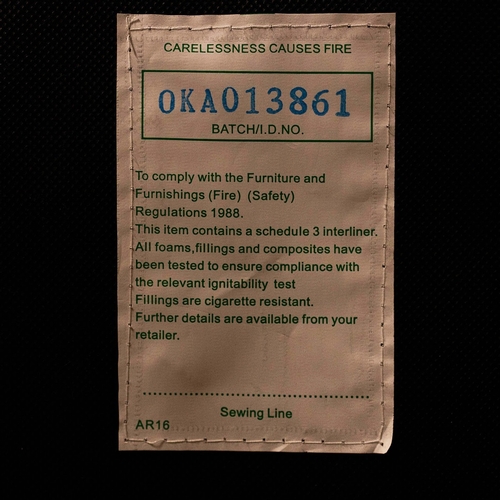 CARELESSNESS CAUSES FIRE
OKA013861
BATCH/I.D.NO.
To comply with the Furniture and
Furnishings (Fire) (Safety)
Regulations 1988.
This item contains a schedule 3 interliner.
All foams,fillings and composites have
been tested to ensure compliance with
the relevant ignitability test
Fillings are cigarette resistant.
Further details are available from your
retailer.
Sewing Line
AR16